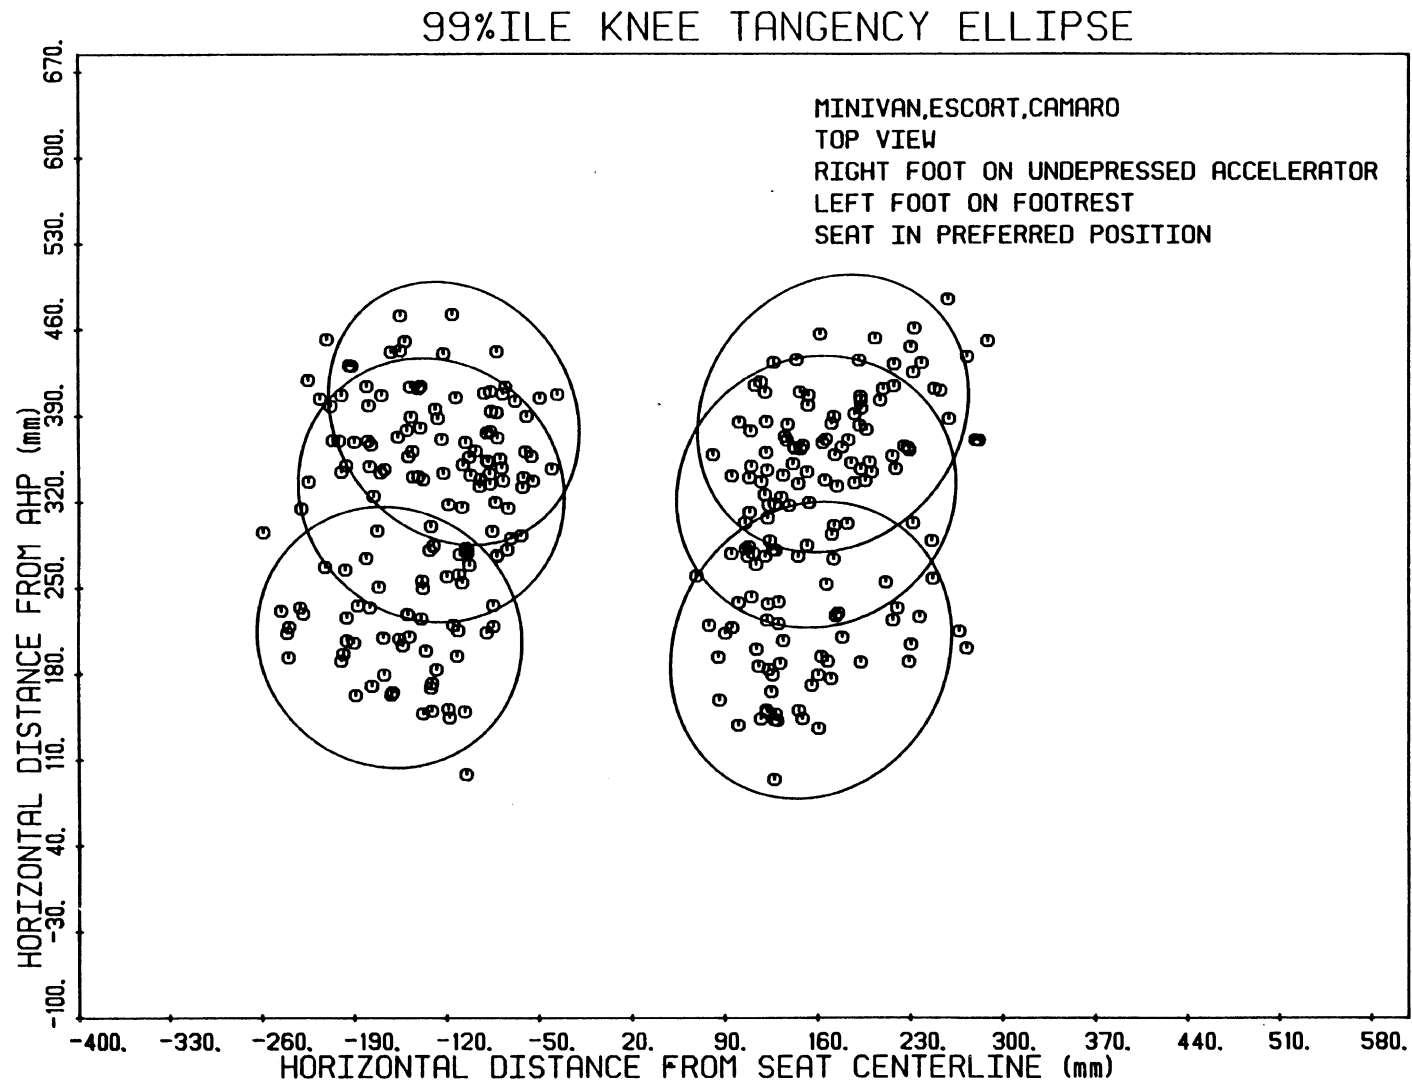 99%ILE KNEE TANGENCY ELLIPSE
MINIVAN,ESCORT,CAMARO
TOP VIEW
RIGHT FOOT ON UNDEPRESSED ACCELERATOR
LEFT FOOT ON FOOTREST
SEAT IN PREFERRED POSITION
HORIZONTAL DISTANCE FROM AHP (mm)
670.
600.
530.
460.
390.
320.
250.
180.
110.
40.
-30.
-100.
-400. -330. -260. -190. -120. -50. 20. 90. 160. 230. 300. 370. 440. 510. 580.
HORIZONTAL DISTANCE FROM SEAT CENTERLINE (mm)